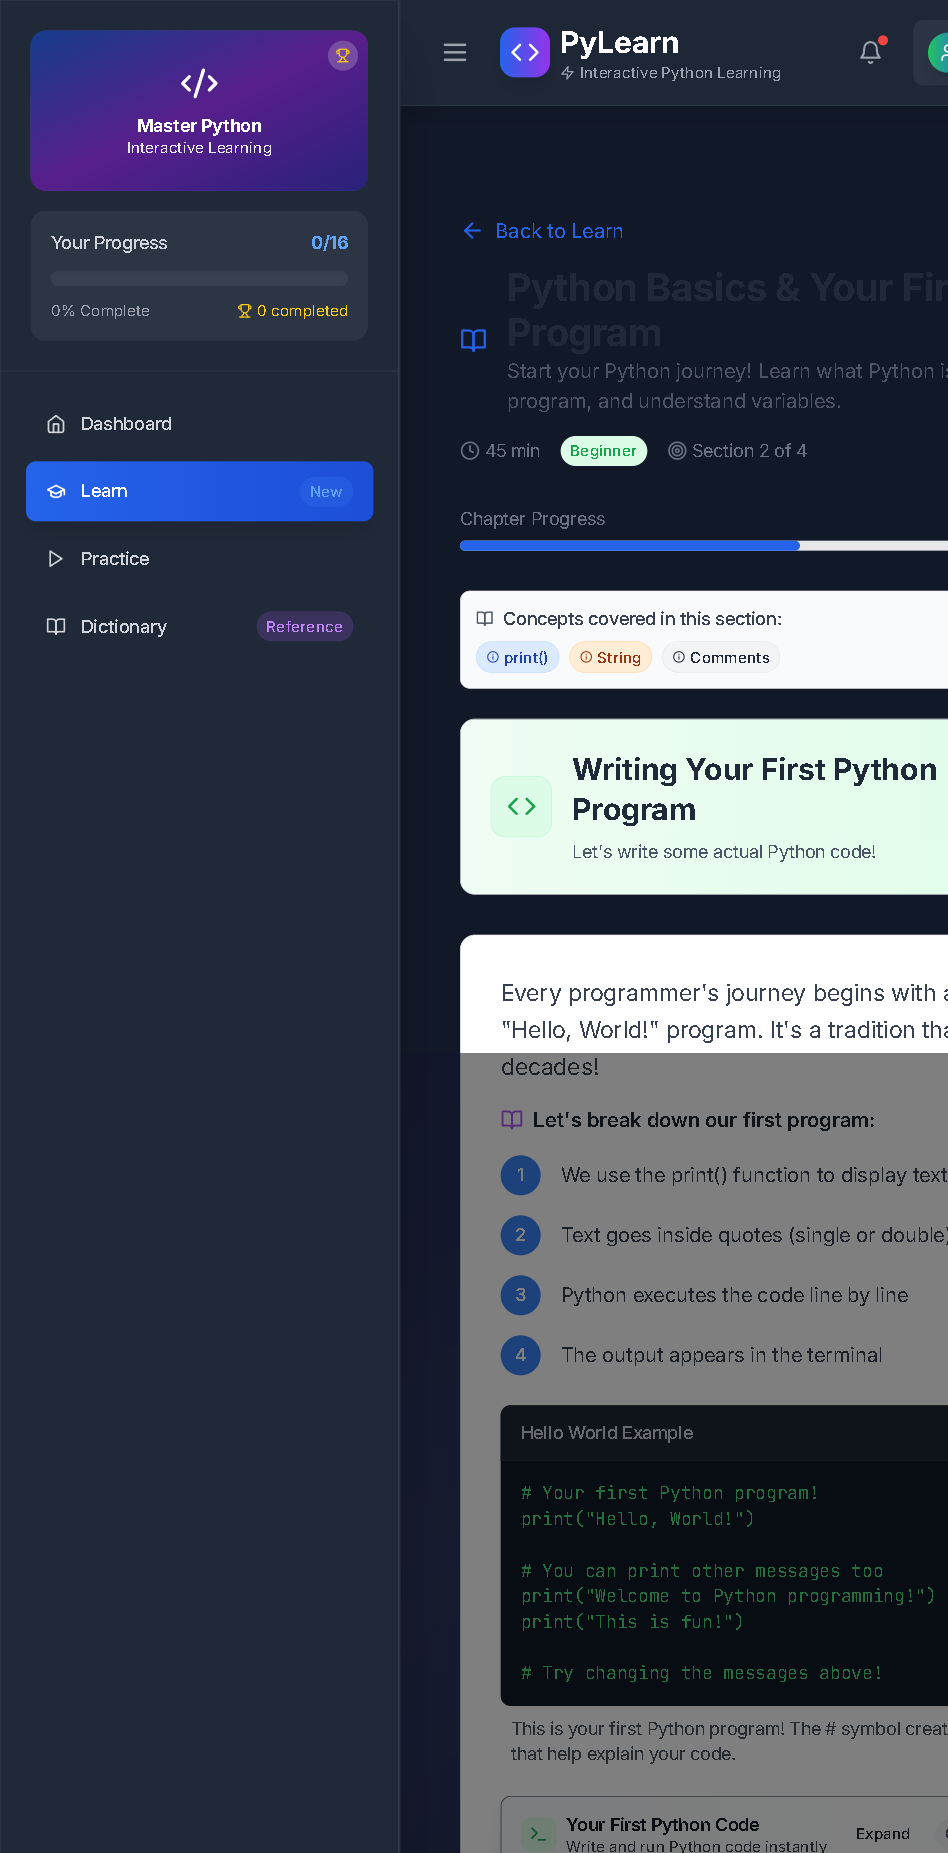 Master Python
Interactive Learning
Your Progress
0/16
0% Complete
0 completed
Dashboard
Learn
New
Practice
Dictionary
Reference
PyLearn
Interactive Python Learning
Back to Learn
Python Basics & Your Fir
Program
Start your Python journey! Learn what Python is
program, and understand variables.
45 min
Beginner
Section 2 of 4
Chapter Progress
Concepts covered in this section:
print()
String
Comments
Writing Your First Python
Program
Let's write some actual Python code!
Every programmer's journey begins with a
"Hello, World!" program. It's a tradition tha
decades!
Let's break down our first program:
1 We use the print() function to display text
2 Text goes inside quotes (single or double)
3 Python executes the code line by line
4 The output appears in the terminal
Hello World Example
# Your first Python program!
print("Hello, World!")
# You can print other messages too
print("Welcome to Python programming!")
print("This is fun!")
# Try changing the messages above!
This is your first Python program! The # symbol creat
that help explain your code.
Your First Python Code
Write and run Python code instantly
Expand